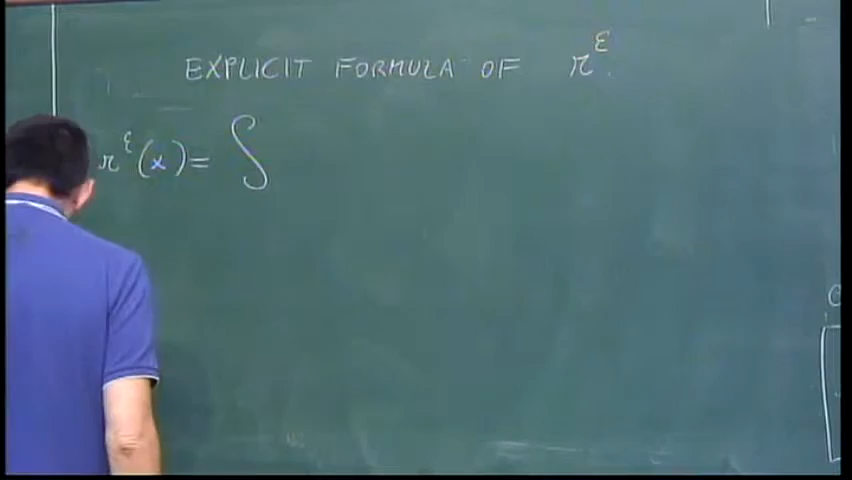 EXPLICIT FORMULA OF r^ε
r^ε(x) = ∫